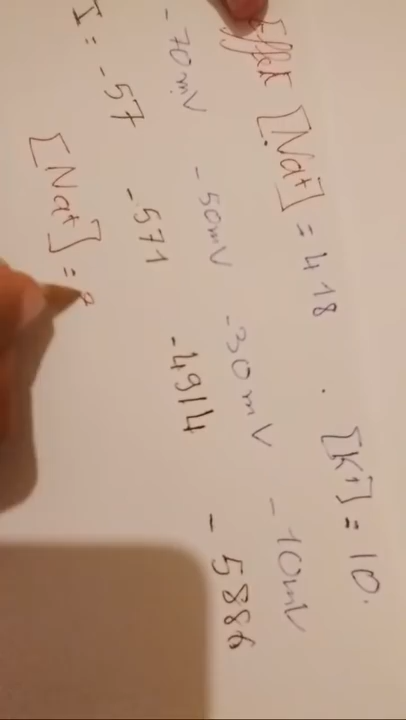 Effect [Na+] = 418 . [K+] = 10.
-70mV -50mV -30mV -10mV
I = -57 -571 -4914 -5886
[Na+] =